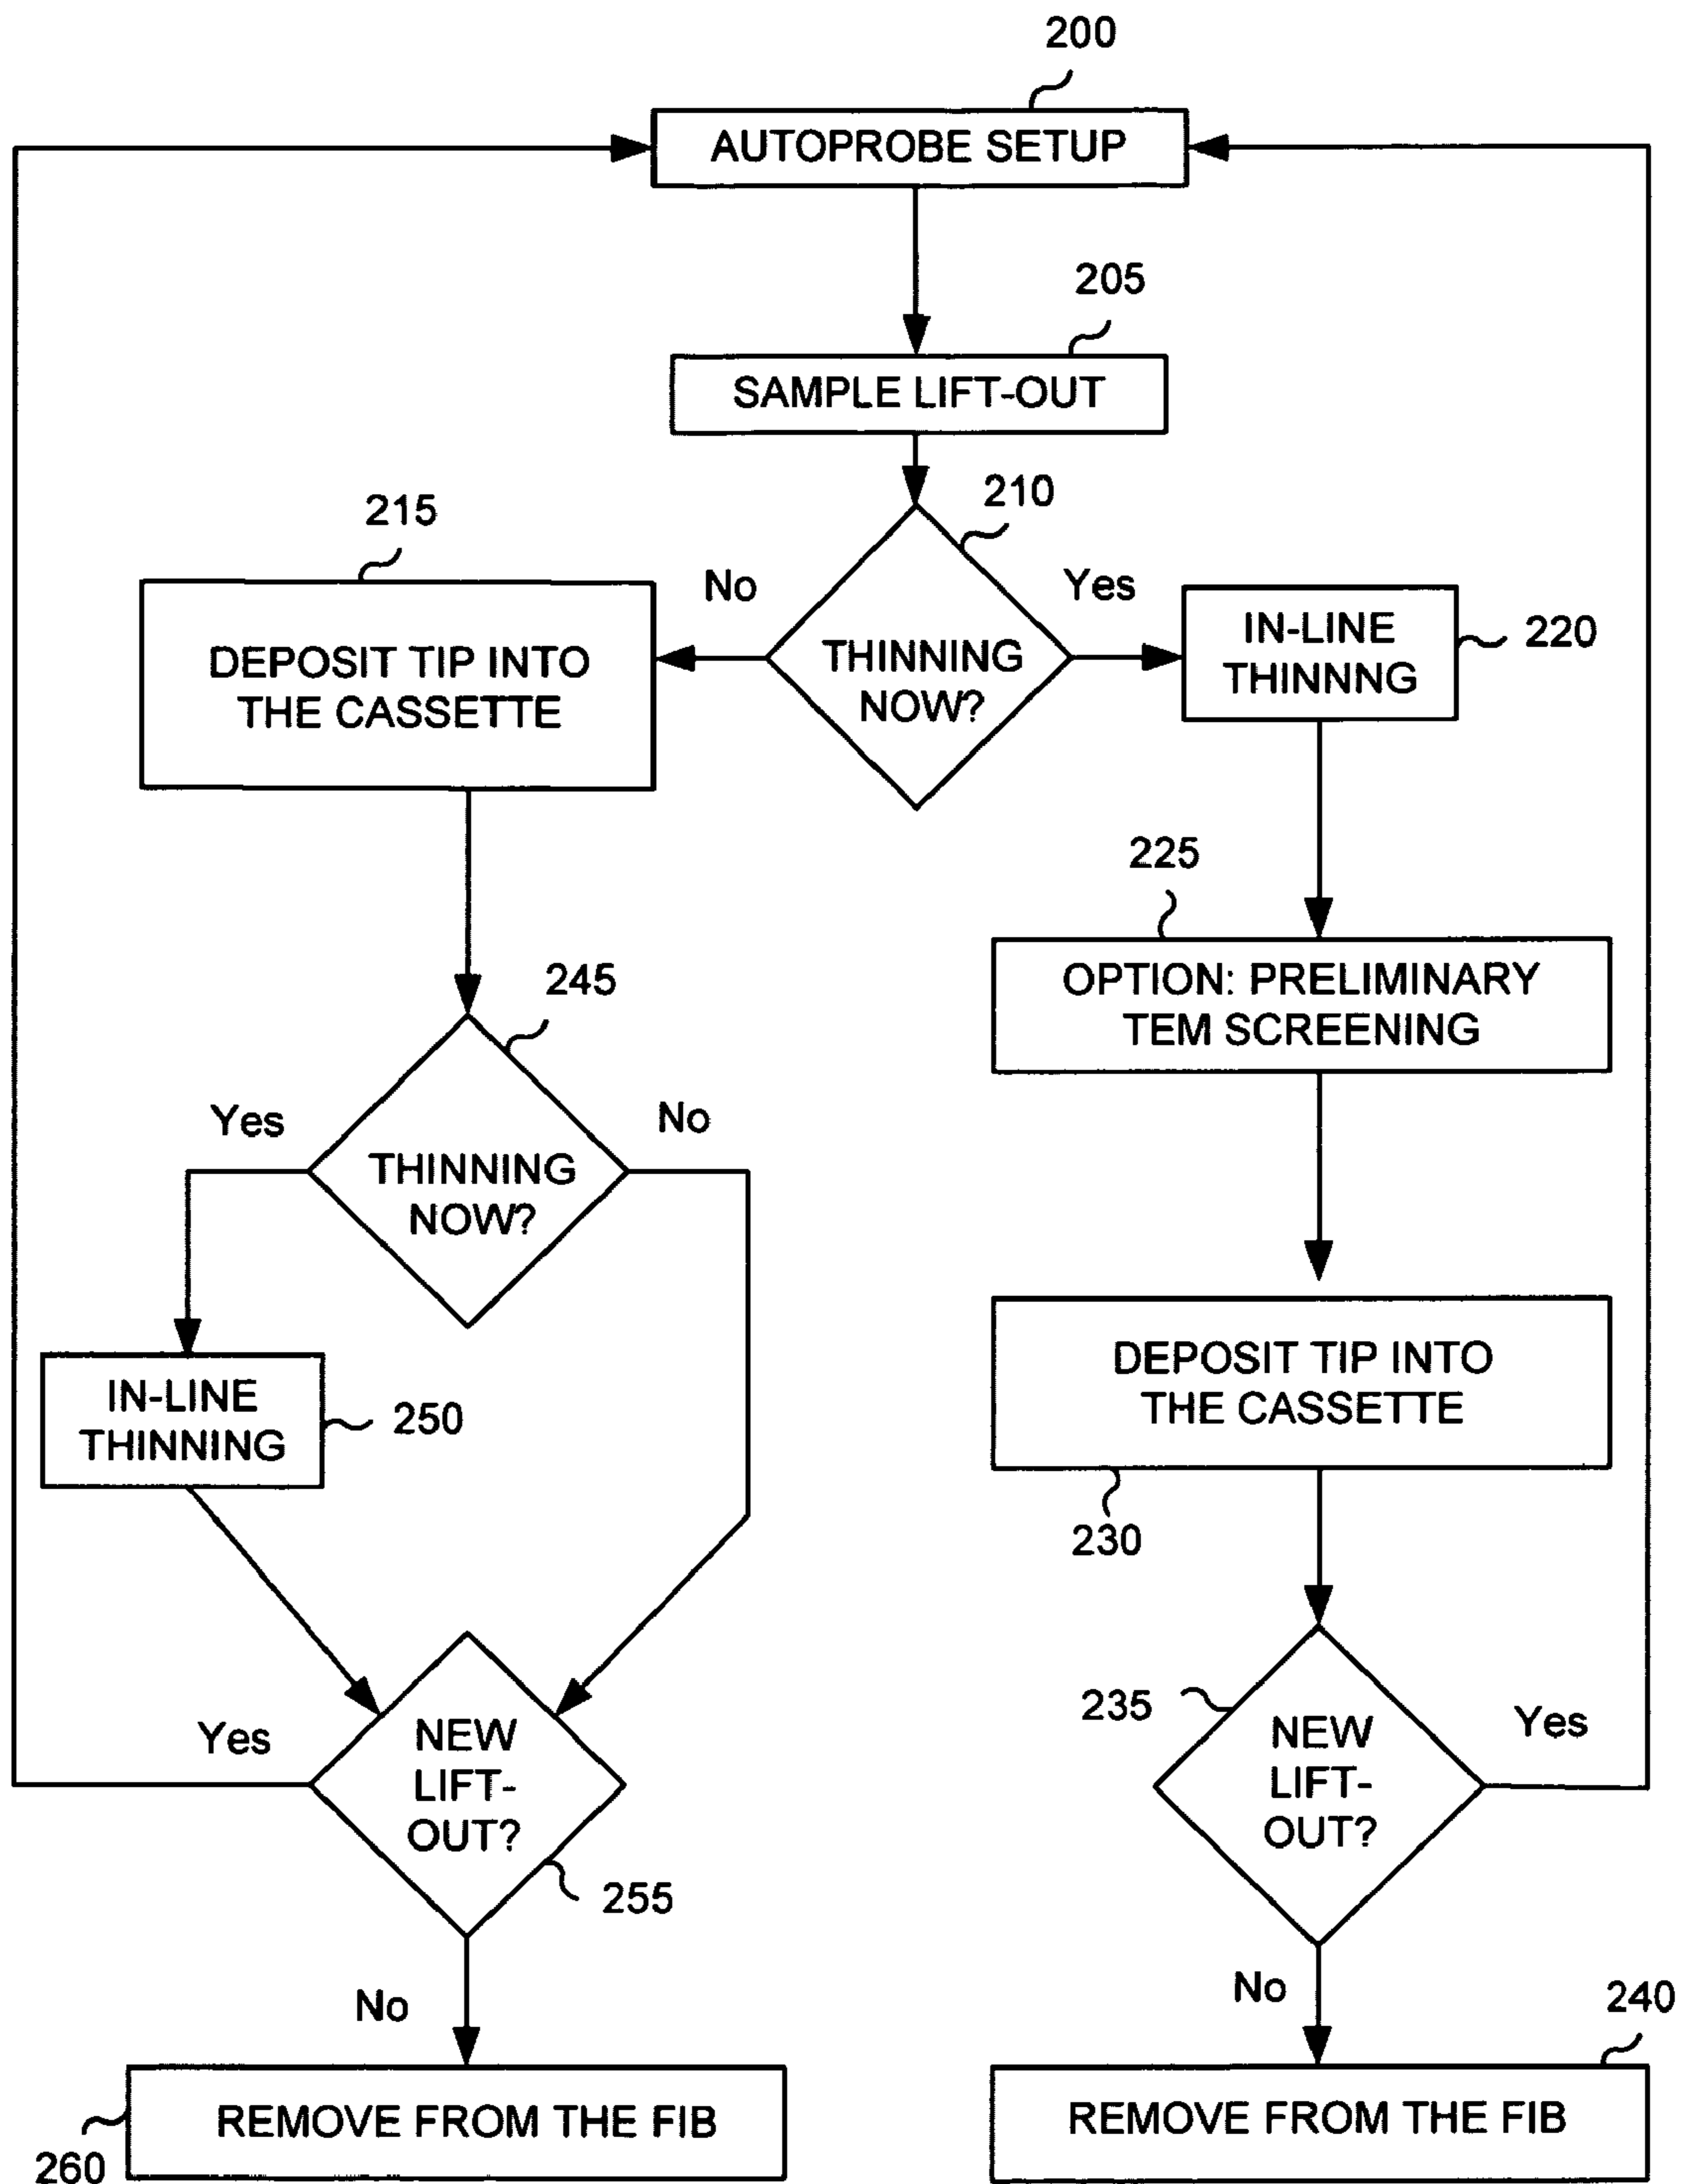 200
AUTOPROBE SETUP
205
SAMPLE LIFT-OUT
210
215
No
Yes
DEPOSIT TIP INTO
THE CASSETTE
THINNING
NOW?
IN-LINE
THINNNG
220
225
OPTION: PRELIMINARY
TEM SCREENING
245
Yes
No
THINNING
NOW?
DEPOSIT TIP INTO
THE CASSETTE
230
IN-LINE
THINNING
250
235
Yes
NEW
LIFT-
OUT?
Yes
NEW
LIFT-
OUT?
255
No
No
240
REMOVE FROM THE FIB
260
REMOVE FROM THE FIB